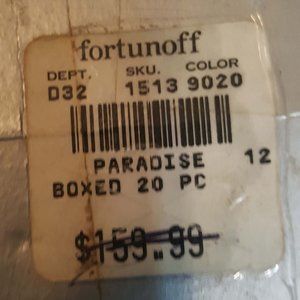 fortunoff
DEPT. SKU. COLOR
D32 1513 9020
PARADISE 12
BOXED 20 PC
$159.99